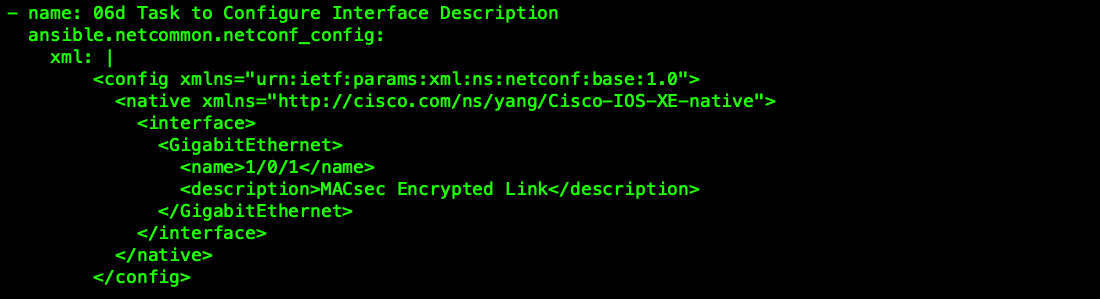 - name: 06d Task to Configure Interface Description
  ansible.netcommon.netconf_config:
    xml: |
        <config xmlns="urn:ietf:params:xml:ns:netconf:base:1.0">
          <native xmlns="http://cisco.com/ns/yang/Cisco-IOS-XE-native">
            <interface>
              <GigabitEthernet>
                <name>1/0/1</name>
                <description>MACsec Encrypted Link</description>
              </GigabitEthernet>
            </interface>
          </native>
        </config>